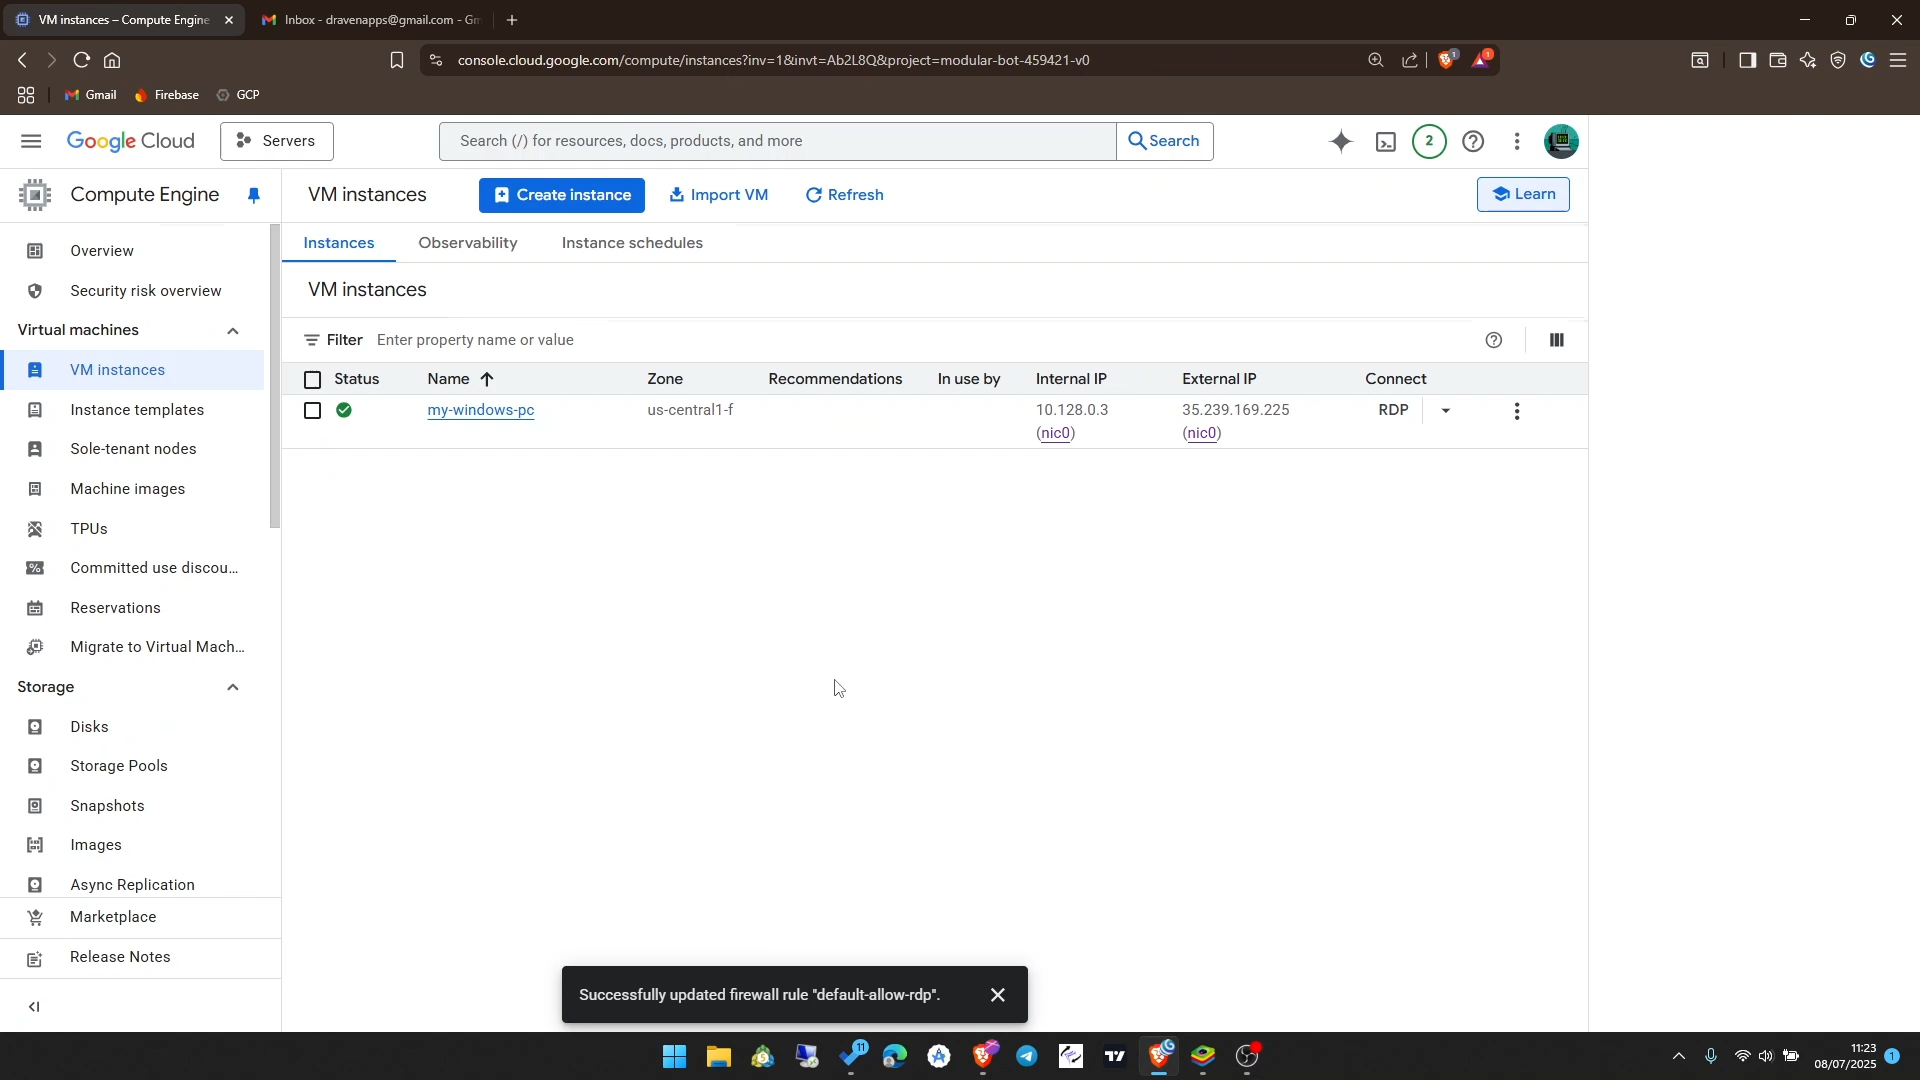 VM instances – Compute Engine
Inbox - dravenapps@gmail.com - Gm
console.cloud.google.com/compute/instances?inv=1&invt=Ab2L8Q&project=modular-bot-459421-v0
1
1
Gmail
Firebase
GCP
Google Cloud
Servers
Search (/) for resources, docs, products, and more
Search
2
Compute Engine
VM instances
Create instance
Import VM
Refresh
Learn
Overview
Security risk overview
Virtual machines
VM instances
Instance templates
Sole-tenant nodes
Machine images
TPUs
Committed use discou...
Reservations
Migrate to Virtual Mach...
Storage
Disks
Storage Pools
Snapshots
Images
Async Replication
Marketplace
Release Notes
Instances
Observability
Instance schedules
VM instances
Filter
Enter property name or value
Status
Name
Zone
Recommendations
In use by
Internal IP
External IP
Connect
my-windows-pc
us-central1-f
10.128.0.3
(nic0)
35.239.169.225
(nic0)
RDP
Successfully updated firewall rule "default-allow-rdp".
11
11:23
08/07/2025
1